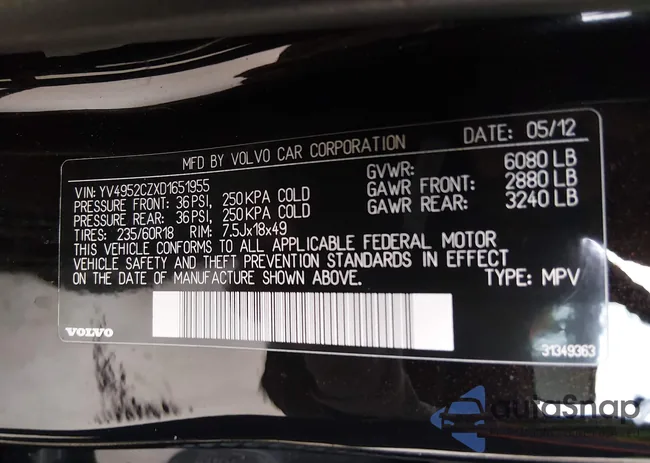 MFD BY VOLVO CAR CORPORATION DATE: 05/12
VIN: YV4952CZXD1651955 GVWR: 6080 LB
PRESSURE FRONT: 36 PSI, 250 KPA COLD GAWR FRONT: 2880 LB
PRESSURE REAR: 36 PSI, 250 KPA COLD GAWR REAR: 3240 LB
TIRES: 235/60R18 RIM: 7.5Jx18x49
THIS VEHICLE CONFORMS TO ALL APPLICABLE FEDERAL MOTOR
VEHICLE SAFETY AND THEFT PREVENTION STANDARDS IN EFFECT
ON THE DATE OF MANUFACTURE SHOWN ABOVE. TYPE: MPV
VOLVO 31349363
autoSnap